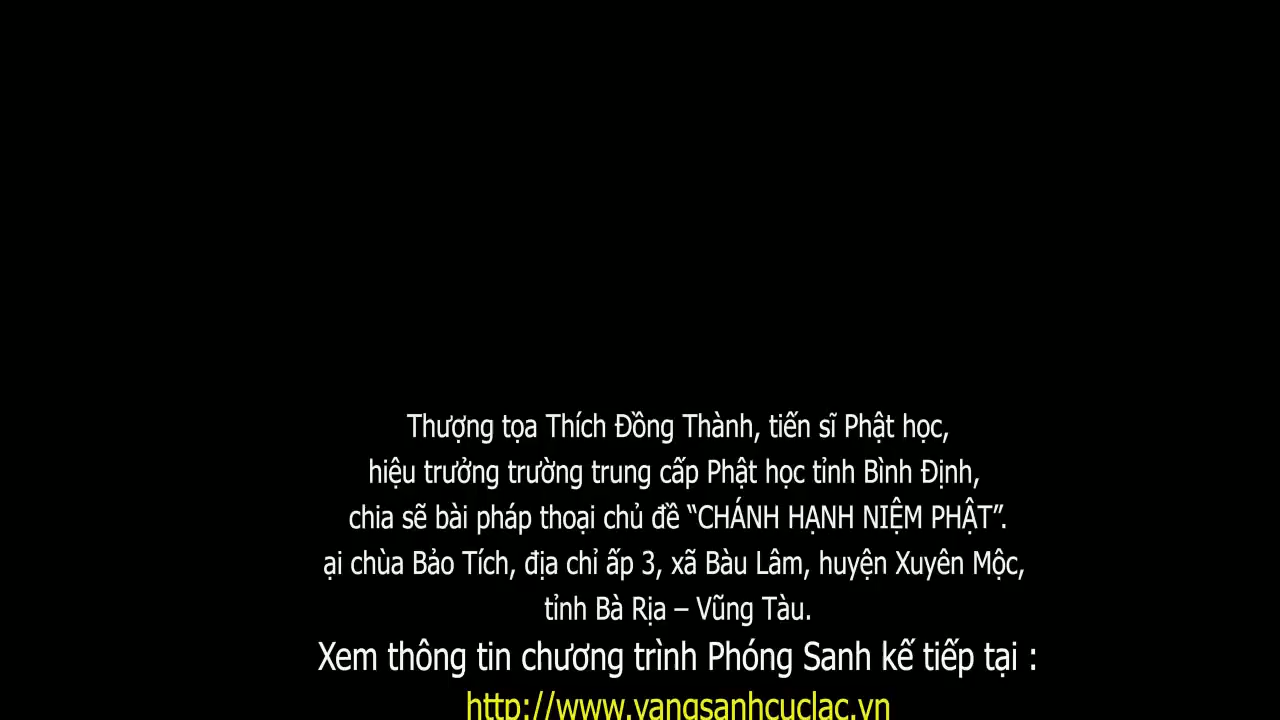 Thượng tọa Thích Đồng Thành, tiến sĩ Phật học,
hiệu trưởng trường trung cấp Phật học tỉnh Bình Định,
chia sẽ bài pháp thoại chủ đề “CHÁNH HẠNH NIỆM PHẬT”.
ại chùa Bảo Tích, địa chỉ ấp 3, xã Bàu Lâm, huyện Xuyên Mộc,
tỉnh Bà Rịa – Vũng Tàu.
Xem thông tin chương trình Phóng Sanh kế tiếp tại :
http://www.vangsanhcuclac.vn